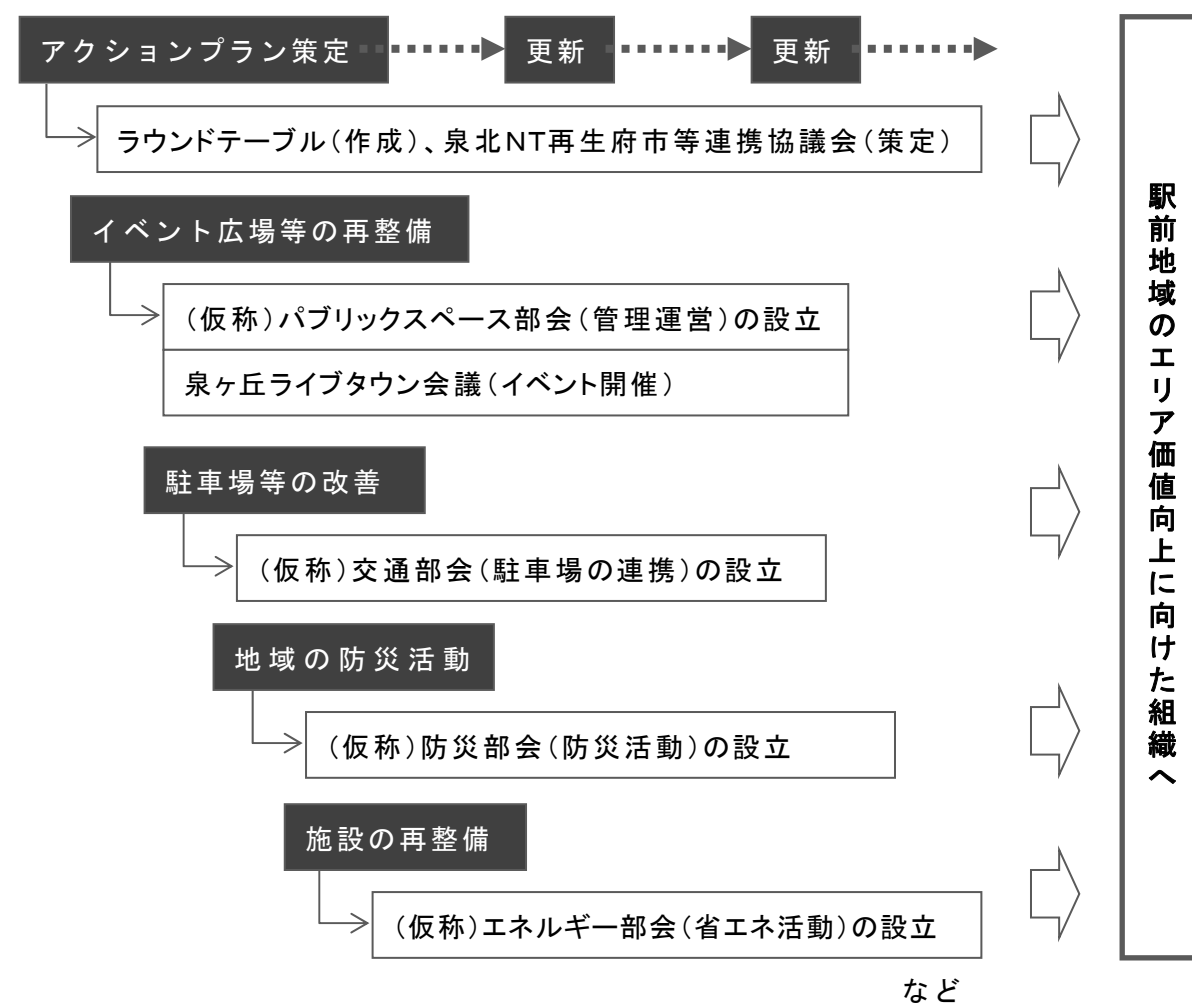 アクションプラン策定
更新
更新
ラウンドテーブル(作成)、泉北NT再生府市等連携協議会(策定)
イベント広場等の再整備
(仮称)パブリックスペース部会(管理運営)の設立
泉ヶ丘ライブタウン会議(イベント開催)
駐車場等の改善
(仮称)交通部会(駐車場の連携)の設立
地域の防災活動
(仮称)防災部会(防災活動)の設立
施設の再整備
(仮称)エネルギー部会(省エネ活動)の設立
など
駅前地域のエリア価値向上に向けた組織へ